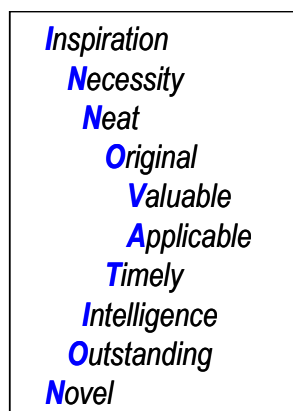 Inspiration
Necessity
Neat
Original
Valuable
Applicable
Timely
Intelligence
Outstanding
Novel